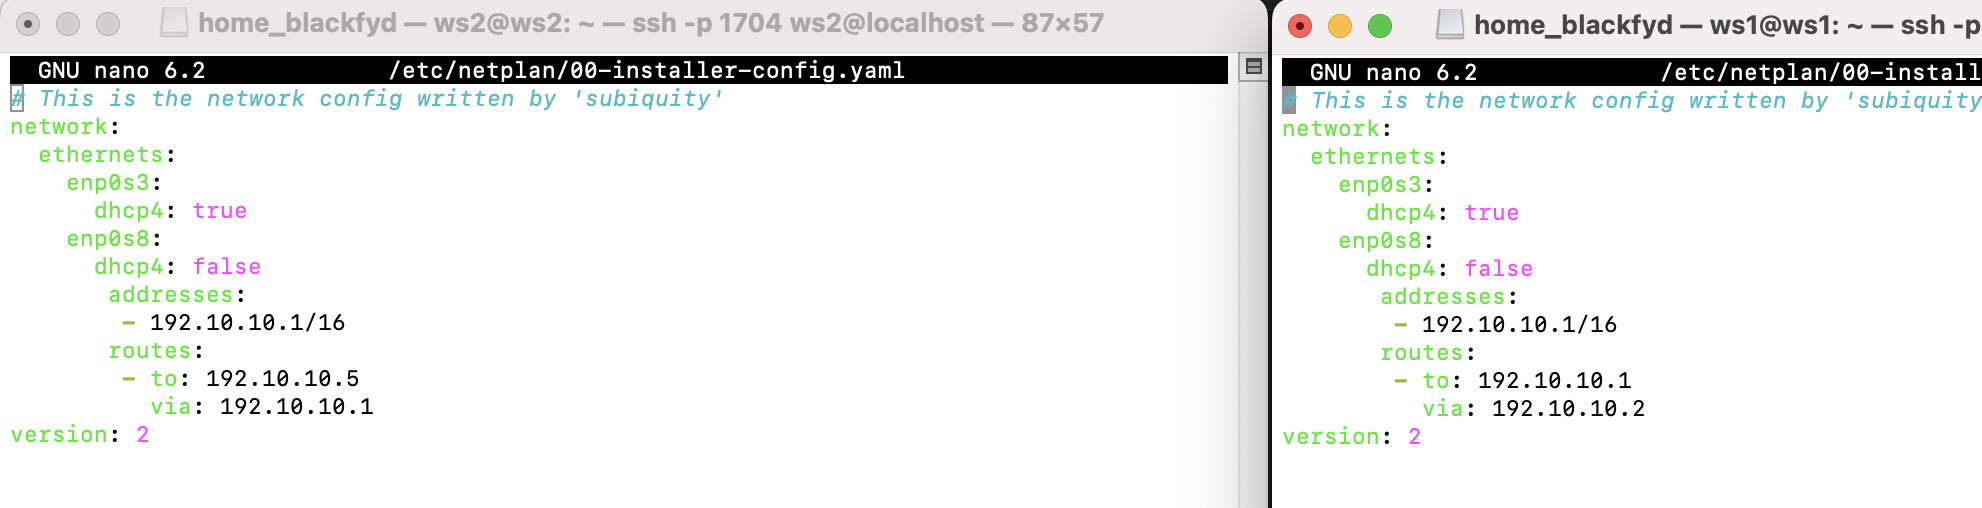 home_blackfyd — ws2@ws2: ~ — ssh -p 1704 ws2@localhost — 87×57
GNU nano 6.2 /etc/netplan/00-installer-config.yaml
# This is the network config written by 'subiquity'
network:
  ethernets:
    enp0s3:
      dhcp4: true
    enp0s8:
      dhcp4: false
       addresses:
        - 192.10.10.1/16
       routes:
        - to: 192.10.10.5
          via: 192.10.10.1
version: 2
home_blackfyd — ws1@ws1: ~ — ssh -p
GNU nano 6.2 /etc/netplan/00-install
# This is the network config written by 'subiquity
network:
  ethernets:
    enp0s3:
      dhcp4: true
    enp0s8:
      dhcp4: false
       addresses:
        - 192.10.10.1/16
       routes:
        - to: 192.10.10.1
          via: 192.10.10.2
version: 2